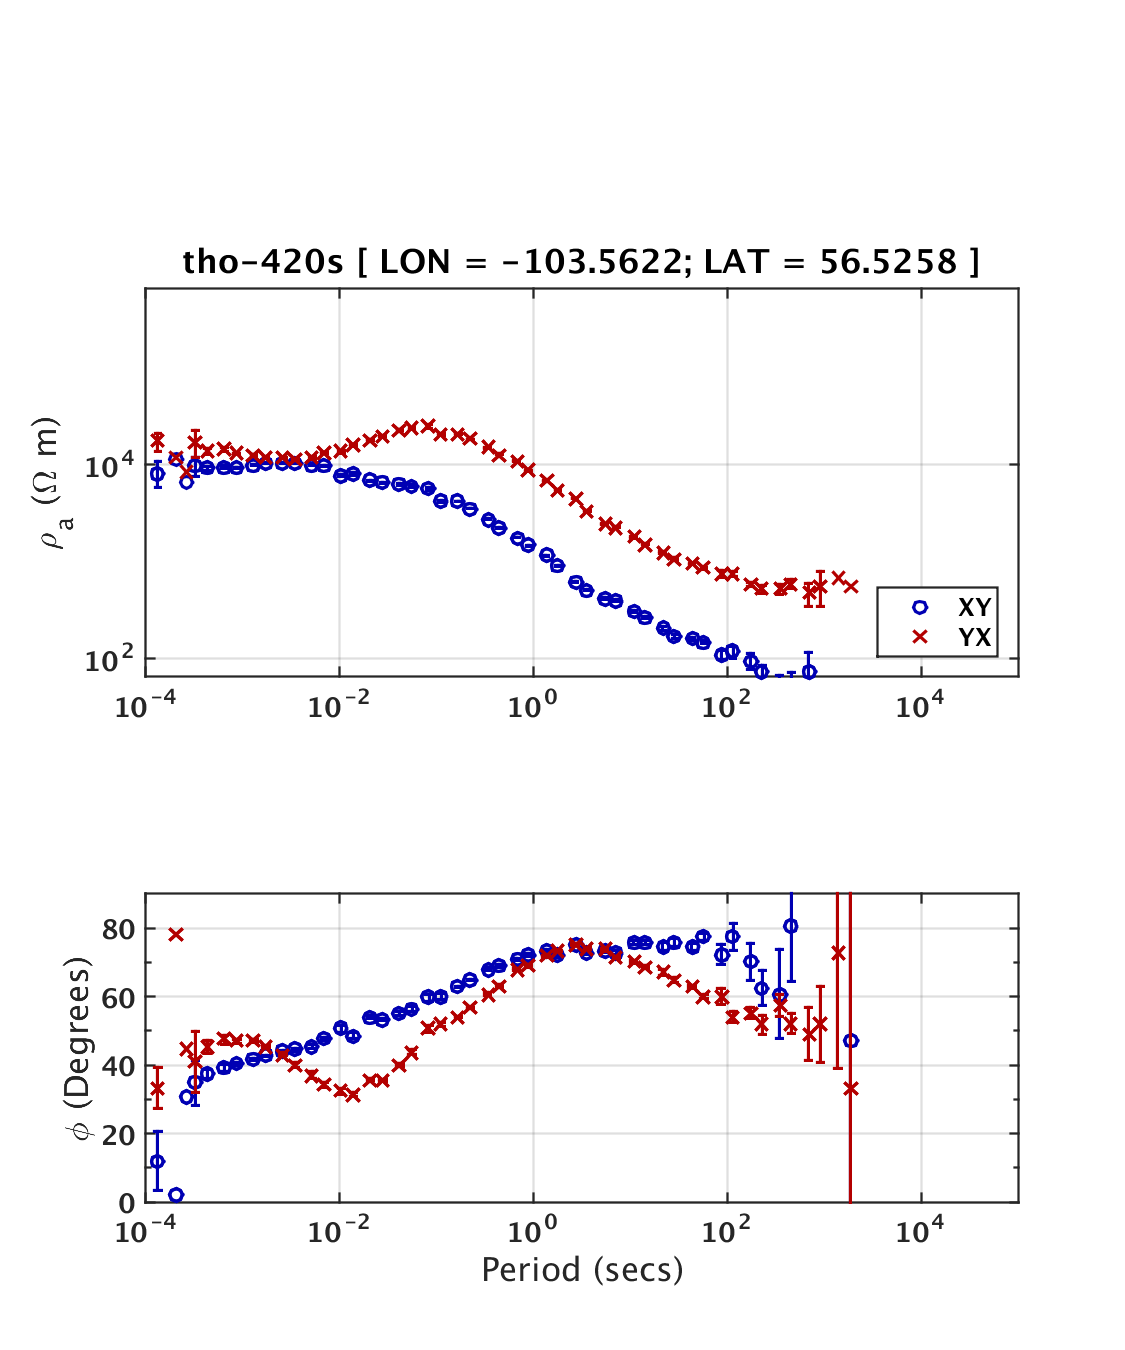 tho-420s [ LON = -103.5622; LAT = 56.5258 ]
ρa (Ω m)
10^4
10^2
XY
YX
10^-4 10^-2 10^0 10^2 10^4
ϕ (Degrees)
80
60
40
20
0
10^-4 10^-2 10^0 10^2 10^4
Period (secs)